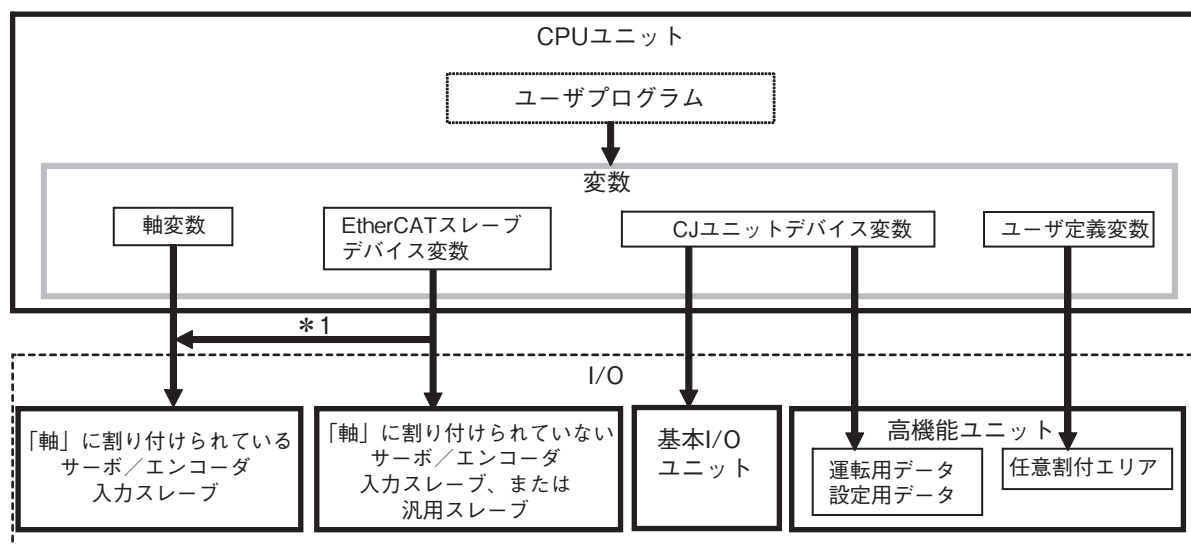 CPUユニット
ユーザプログラム
変数
軸変数
EtherCATスレーブ
デバイス変数
CJユニットデバイス変数
ユーザ定義変数
＊1
I/O
「軸」に割り付けられている
サーボ／エンコーダ
入力スレーブ
「軸」に割り付けられていない
サーボ／エンコーダ
入力スレーブ、または
汎用スレーブ
基本I/O
ユニット
高機能ユニット
運転用データ
設定用データ
任意割付エリア